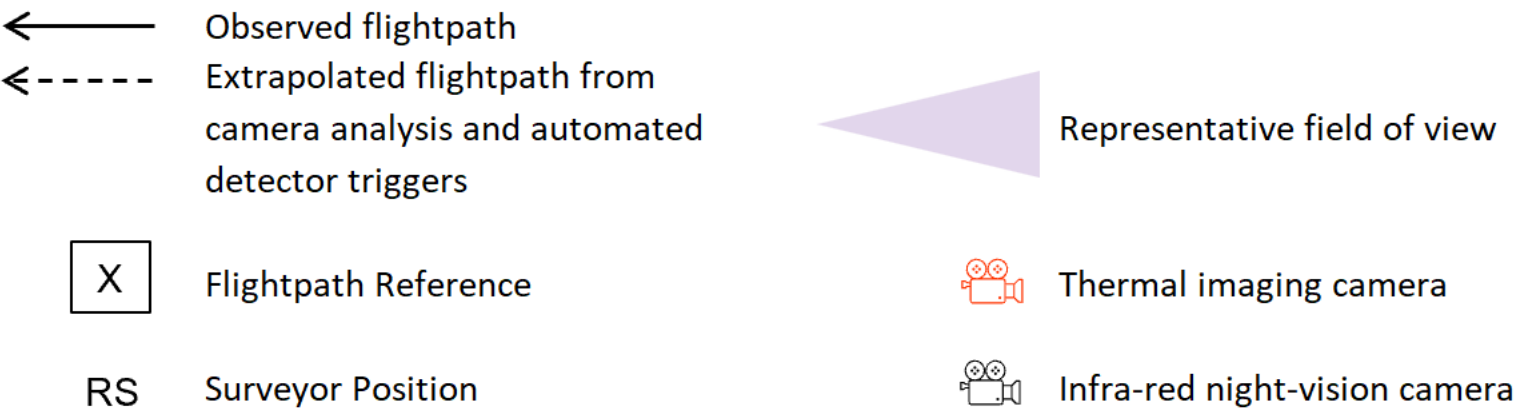 Observed flightpath
Extrapolated flightpath from
camera analysis and automated
detector triggers
Representative field of view
X
Flightpath Reference
Thermal imaging camera
RS
Surveyor Position
Infra-red night-vision camera